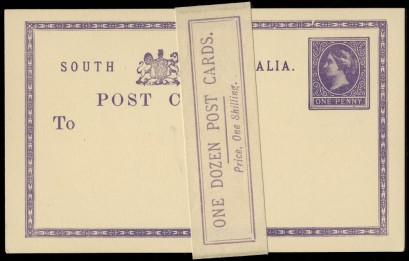 SOUTH ALIA.
POST C
To
ONE PENNY
ONE DOZEN POST CARDS.
Price, One Shilling.